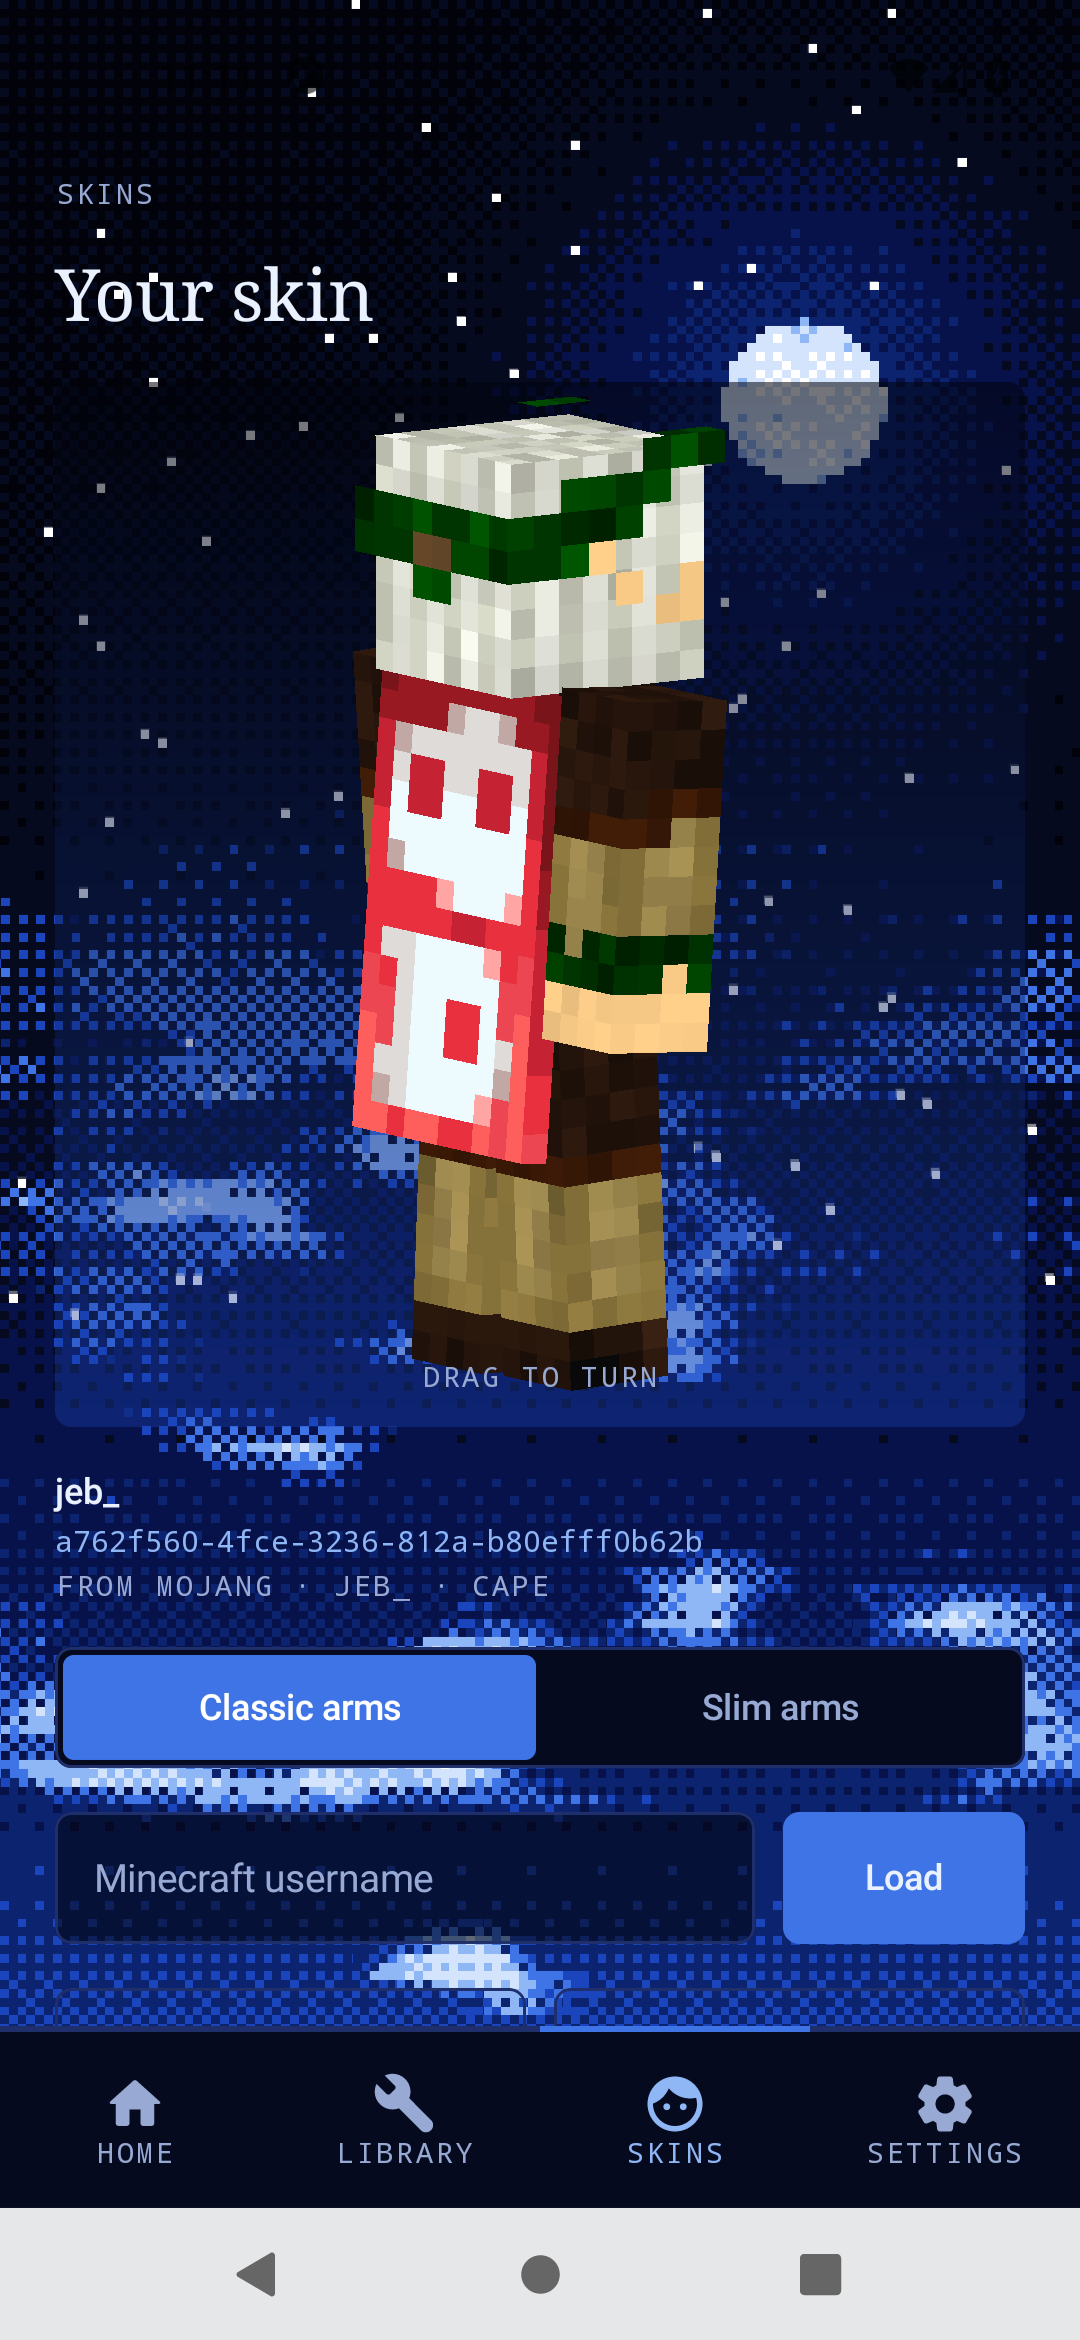 SKINS
Your skin
DRAG TO TURN
jeb_
a762f560-4fce-3236-812a-b80efff0b62b
FROM MOJANG · JEB_ · CAPE
Classic arms
Slim arms
Minecraft username
Load
HOME
LIBRARY
SKINS
SETTINGS